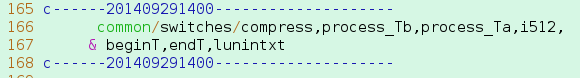 165 c------201409291400--------------------
166       common/switches/compress,process_Tb,process_Ta,i512,
167      & beginT,endT,lunintxt
168 c------201409291400--------------------